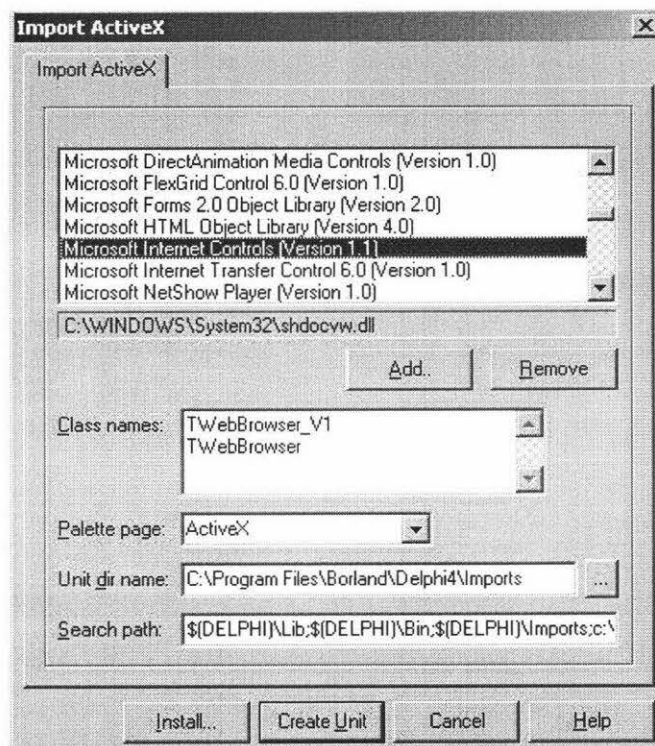 Import ActiveX
Import ActiveX
Microsoft DirectAnimation Media Controls (Version 1.0)
Microsoft FlexGrid Control 6.0 (Version 1.0)
Microsoft Forms 2.0 Object Library (Version 2.0)
Microsoft HTML Object Library (Version 4.0)
Microsoft Internet Controls (Version 1.1)
Microsoft Internet Transfer Control 6.0 (Version 1.0)
Microsoft NetShow Player (Version 1.0)
C:\WINDOWS\System32\shdocvw.dll
Add.. Remove
Class names: TWebBrowser_V1
TWebBrowser
Palette page: ActiveX
Unit dir name: C:\Program Files\Borland\Delphi4\Imports ...
Search path: $(DELPHI)\Lib;$(DELPHI)\Bin;$(DELPHI)\Imports;c:\
Install... Create Unit Cancel Help